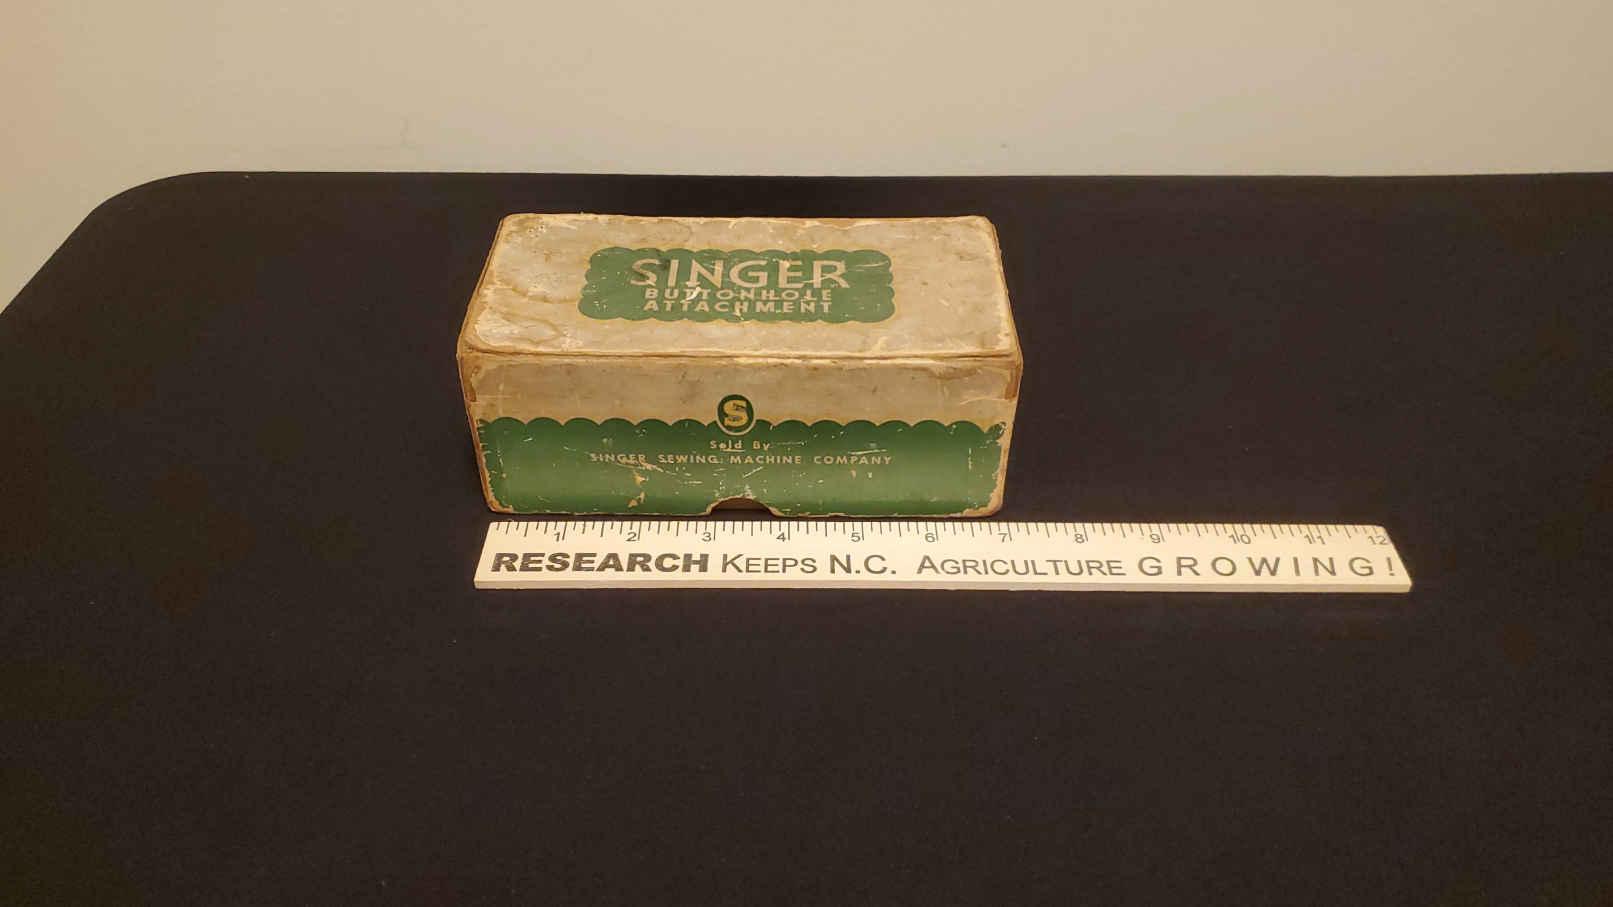 SINGER
BUTTONHOLE
ATTACHMENT
S
Sold By
SINGER SEWING MACHINE COMPANY
1 2 3 4 5 6 7 8 9 10 11 12
RESEARCH KEEPS N.C. AGRICULTURE GROWING!